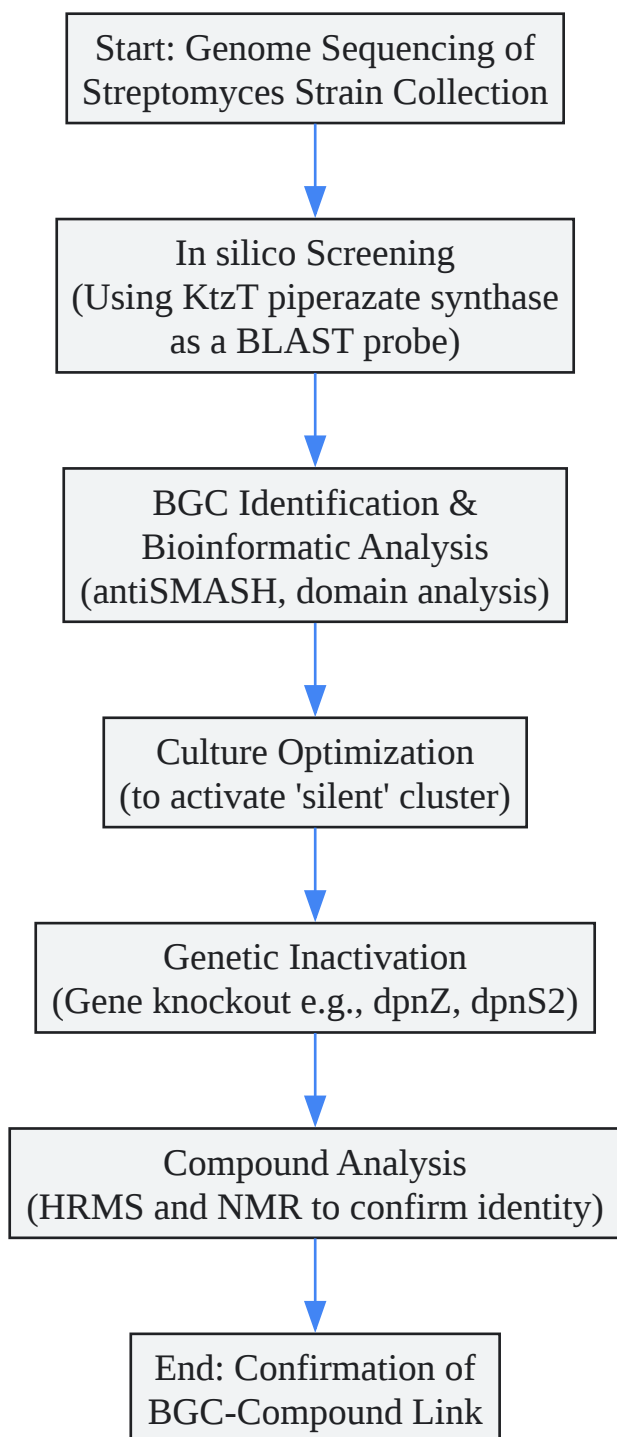 Start: Genome Sequencing of
Streptomyces Strain Collection
In silico Screening
(Using KtzT piperazate synthase
as a BLAST probe)
BGC Identification &
Bioinformatic Analysis
(antiSMASH, domain analysis)
Culture Optimization
(to activate 'silent' cluster)
Genetic Inactivation
(Gene knockout e.g., dpnZ, dpnS2)
Compound Analysis
(HRMS and NMR to confirm identity)
End: Confirmation of
BGC-Compound Link